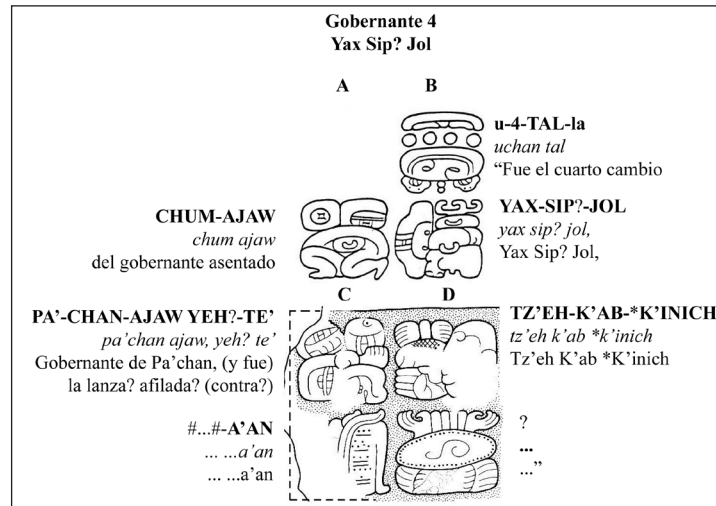 Gobernante 4
Yax Sip? Jol
A B
u-4-TAL-la
uchan tal
“Fue el cuarto cambio
CHUM-AJAW
chum ajaw
del gobernante asentado
YAX-SIP?-JOL
yax sip? jol,
Yax Sip? Jol,
C D
PA’-CHAN-AJAW YEH?-TE’
pa’chan ajaw, yeh? te’
Gobernante de Pa’chan, (y fue)
la lanza? afilada? (contra?)
TZ’EH-K’AB-*K’INICH
tz’eh k’ab *k’inich
Tz’eh K’ab *K’inich
#...#-A’AN
... ...a’an
... ...a’an
?
...
...”